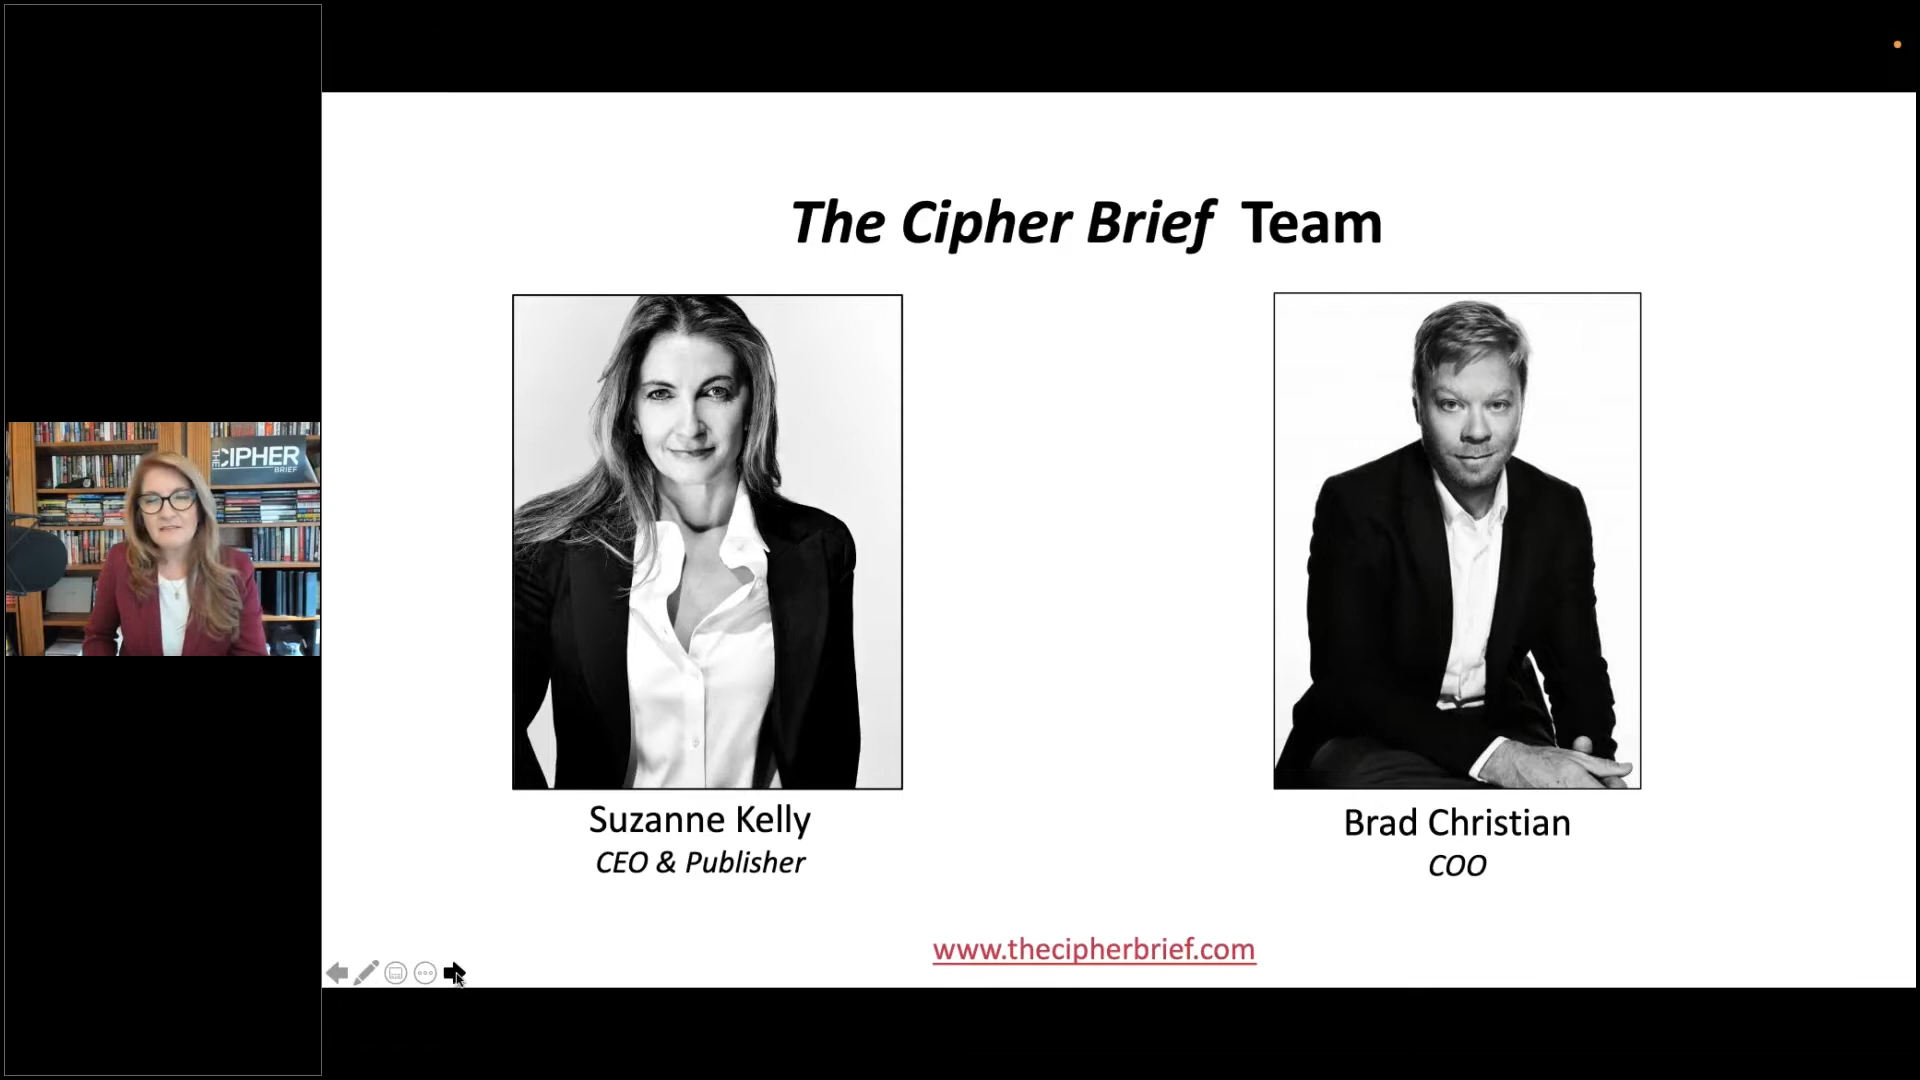 The Cipher Brief Team
THE CIPHER
BRIEF
Suzanne Kelly
CEO & Publisher
Brad Christian
COO
www.thecipherbrief.com